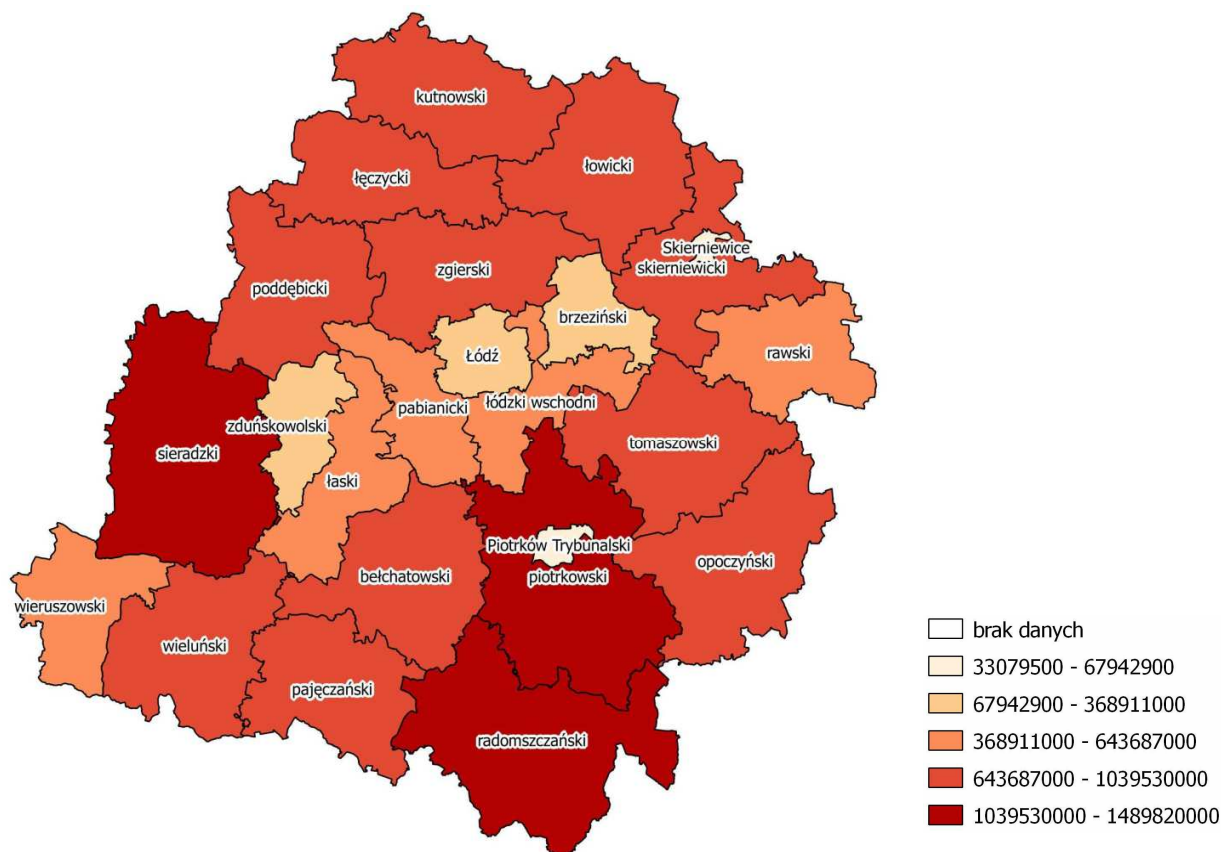 kutnowski
łęczycki
łowicki
Skierniewice
skierniewicki
zgierski
poddębicki
brzeziński
rawski
Łódź
pabianicki
łódzki wschodni
zduńskowolski
sieradzki
tomaszowski
łaski
Piotrków Trybunalski
piotrkowski
opoczyński
bełchatowski
wieruszowski
wieluński
pajęczański
radomszczański
brak danych
33079500 - 67942900
67942900 - 368911000
368911000 - 643687000
643687000 - 1039530000
1039530000 - 1489820000